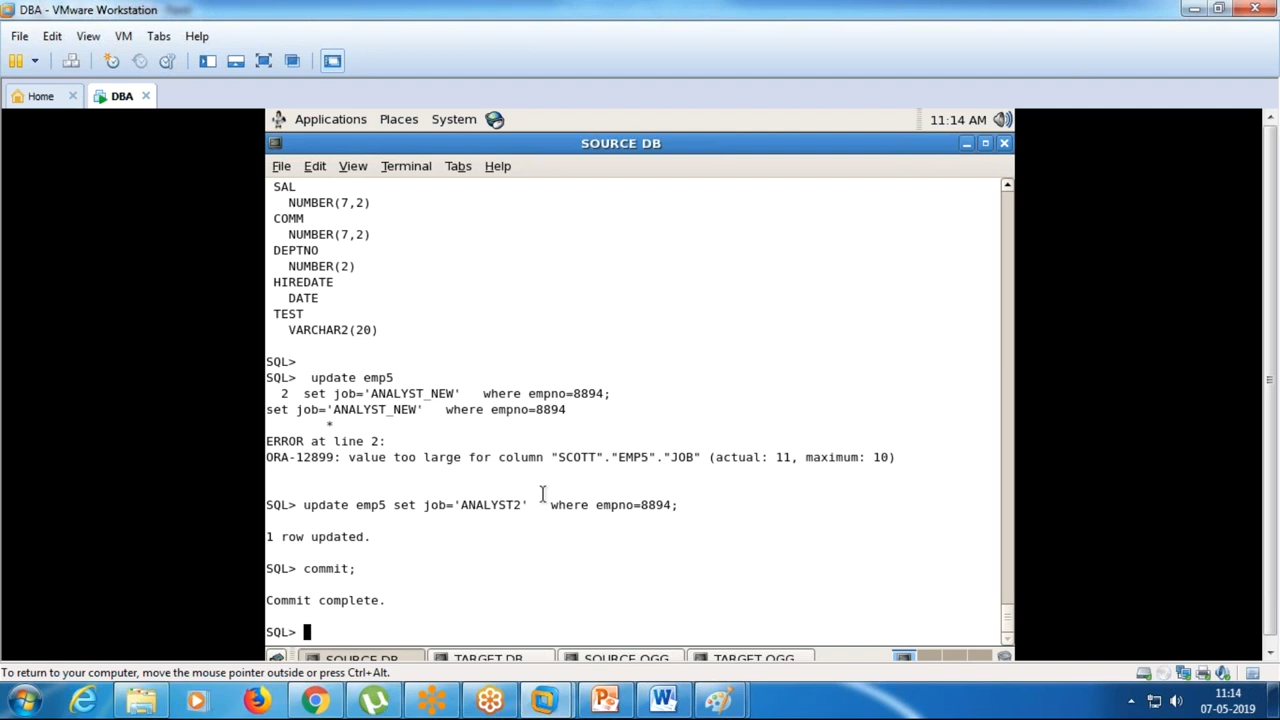 DBA - VMware Workstation
File Edit View VM Tabs Help
Home DBA
Applications Places System 11:14 AM
SOURCE DB
File Edit View Terminal Tabs Help
SAL
NUMBER(7,2)
COMM
NUMBER(7,2)
DEPTNO
NUMBER(2)
HIREDATE
DATE
TEST
VARCHAR2(20)
SQL>
SQL> update emp5
2 set job='ANALYST_NEW' where empno=8894;
set job='ANALYST_NEW' where empno=8894
*
ERROR at line 2:
ORA-12899: value too large for column "SCOTT"."EMP5"."JOB" (actual: 11, maximum: 10)
SQL> update emp5 set job='ANALYST2' where empno=8894;
1 row updated.
SQL> commit;
Commit complete.
SQL>
SOURCE DB TARGET DB SOURCE OGG TARGET OGG
To return to your computer, move the mouse pointer outside or press Ctrl+Alt.
11:14
07-05-2019